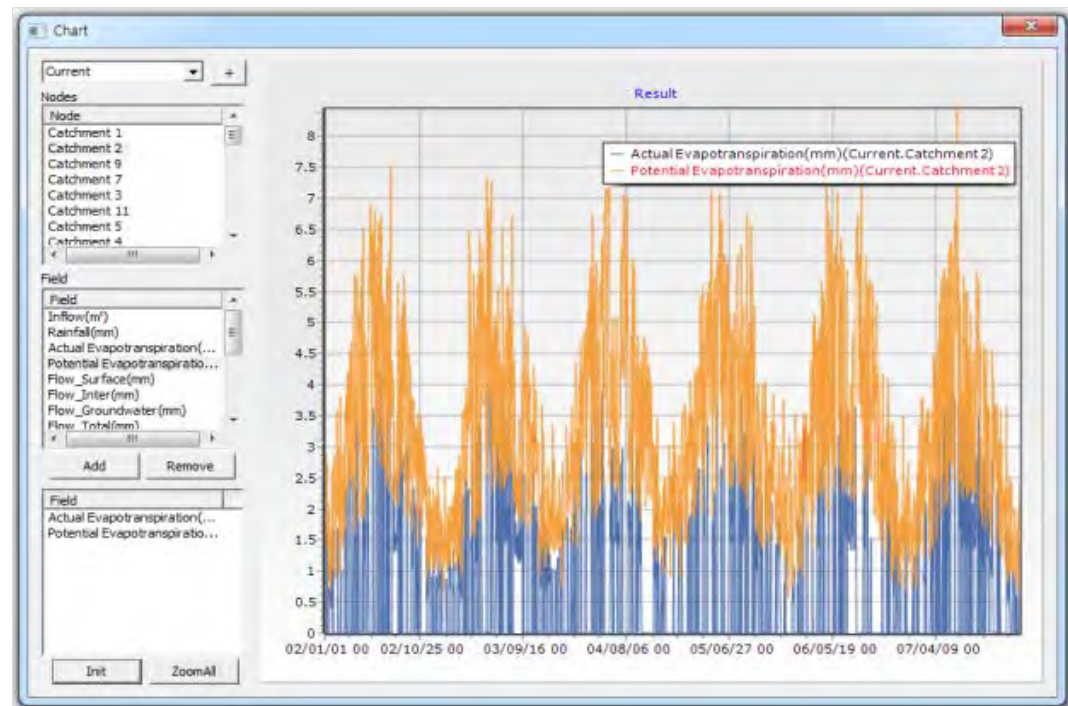 Chart
Current
+
Nodes
Node
Catchment 1
Catchment 2
Catchment 9
Catchment 7
Catchment 3
Catchment 11
Catchment 5
Catchment 4
Field
Field
Inflow(m³)
Rainfall(mm)
Actual Evapotranspiration(...
Potential Evapotranspiratio...
Flow_Surface(mm)
Flow_Inter(mm)
Flow_Groundwater(mm)
Flow_Total(mm)
Add Remove
Field
Actual Evapotranspiration(...
Potential Evapotranspiratio...
Init ZoomAll
Result
Actual Evapotranspiration(mm)(Current.Catchment 2)
Potential Evapotranspiration(mm)(Current.Catchment 2)
8
7.5
7
6.5
6
5.5
5
4.5
4
3.5
3
2.5
2
1.5
1
0.5
0
02/01/01 00 02/10/25 00 03/09/16 00 04/08/06 00 05/06/27 00 06/05/19 00 07/04/09 00